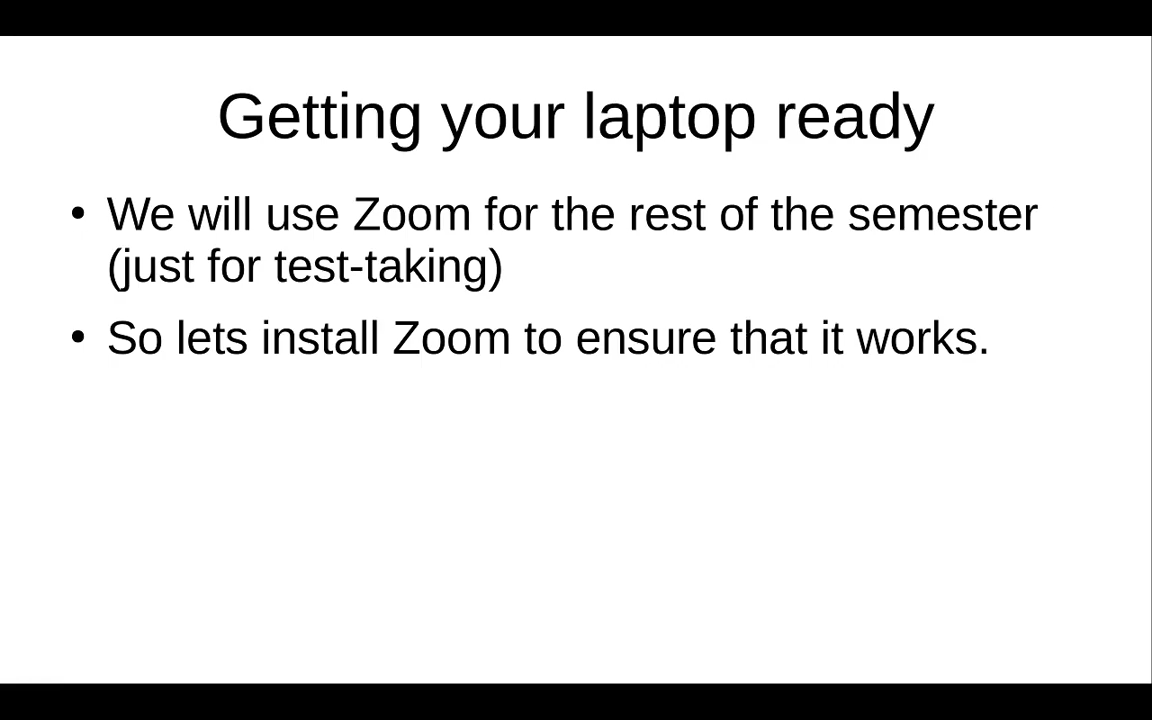 Getting your laptop ready
• We will use Zoom for the rest of the semester
(just for test-taking)
• So lets install Zoom to ensure that it works.